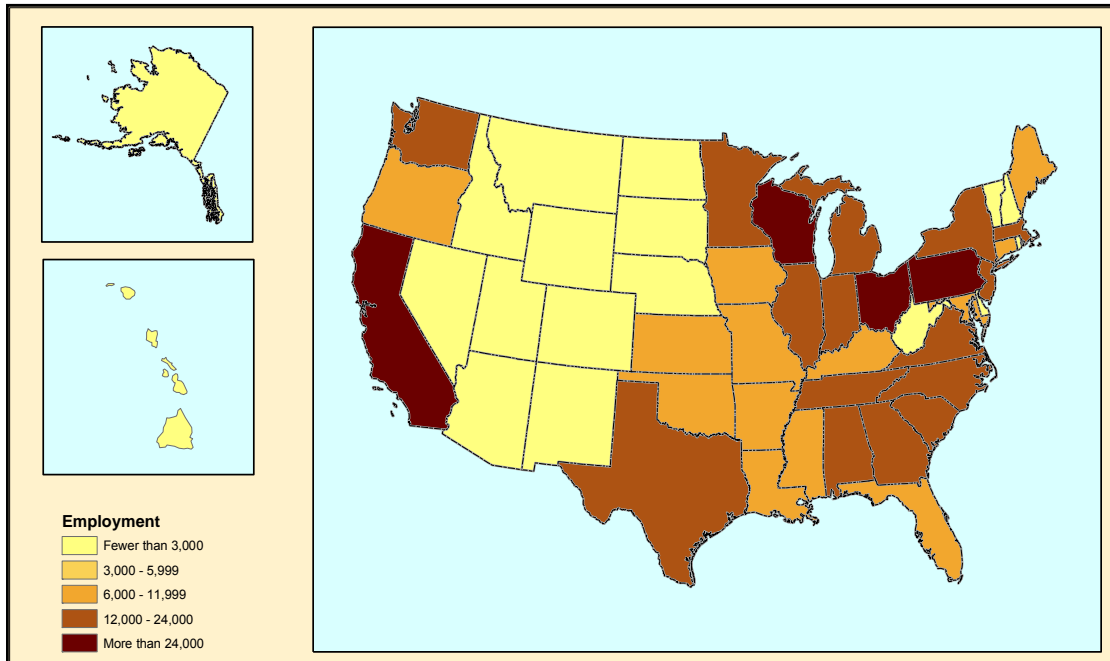 Employment
Fewer than 3,000
3,000 - 5,999
6,000 - 11,999
12,000 - 24,000
More than 24,000